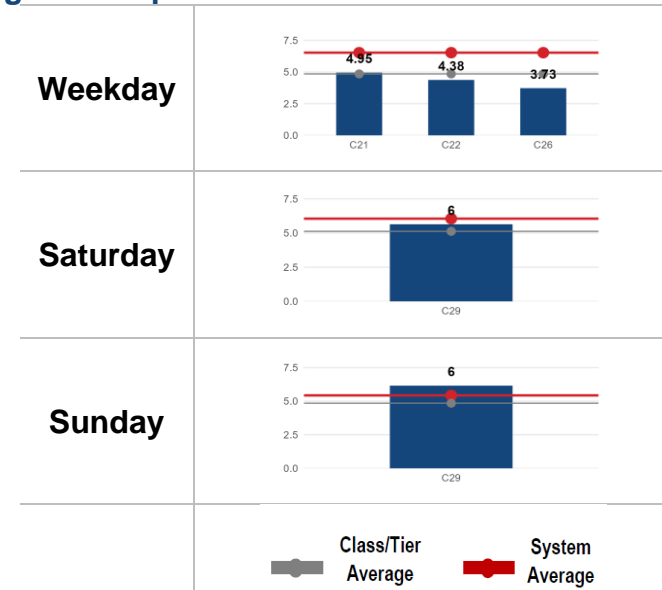 Weekday
7.5
5.0
2.5
0.0
4.95
4.38
3.73
C21 C22 C26
Saturday
7.5
5.0
2.5
0.0
6
C29
Sunday
7.5
5.0
2.5
0.0
6
C29
Class/Tier
Average
System
Average